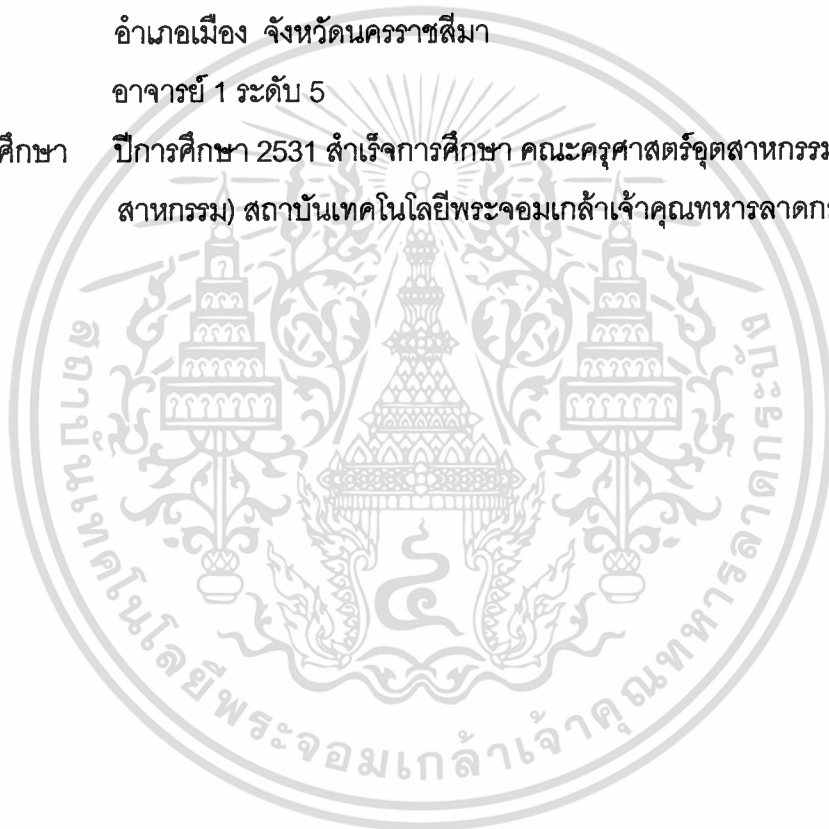 อำเภอเมือง จังหวัดนครราชสีมา
อาจารย์ 1 ระดับ 5
ศึกษา ปีการศึกษา 2531 สำเร็จการศึกษา คณะครุศาสตร์อุตสาหกรรม
สาหกรรม) สถาบันเทคโนโลยีพระจอมเกล้าเจ้าคุณทหารลาดกระ
สถาบันเทคโนโลยีพระจอมเกล้าเจ้าคุณทหารลาดกระบัง
๔